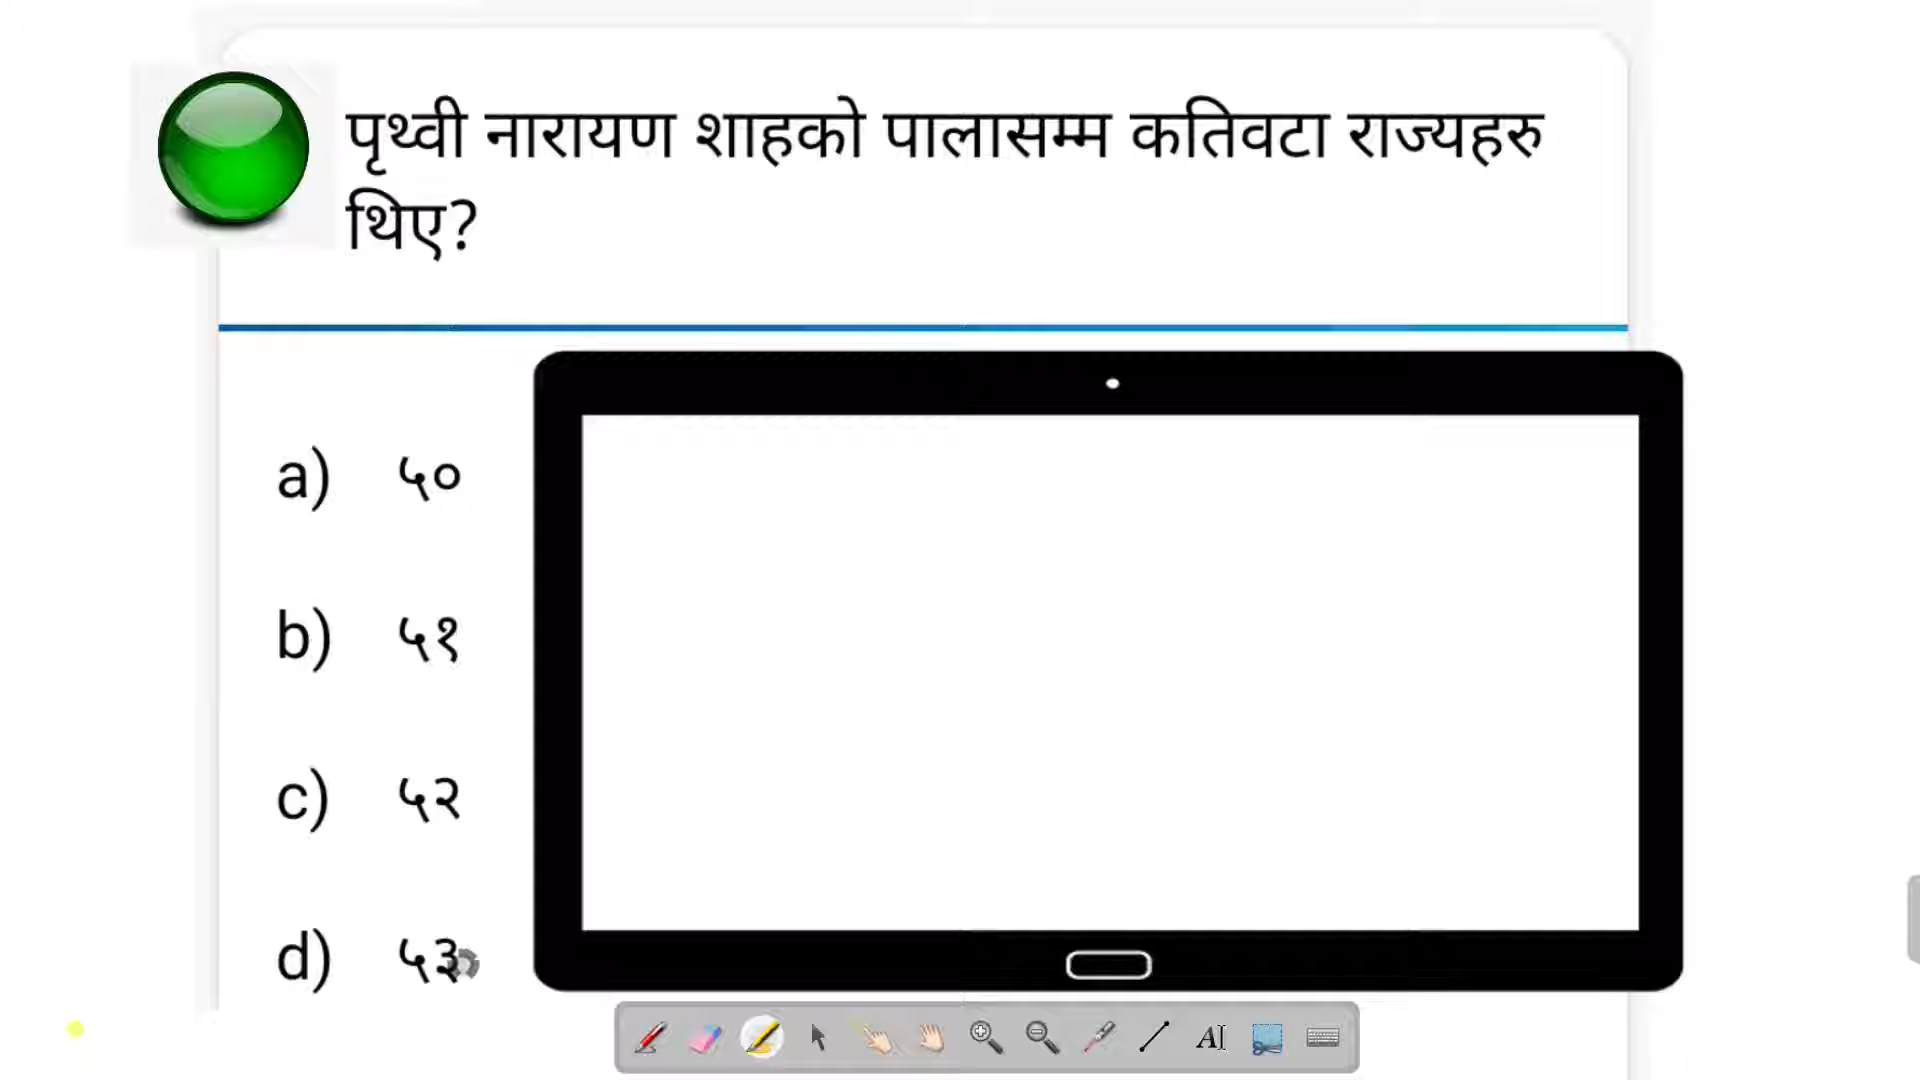 पृथ्वी नारायण शाहको पालासम्म कतिवटा राज्यहरु
थिए?
a) ५०
b) ५१
c) ५२
d) ५३